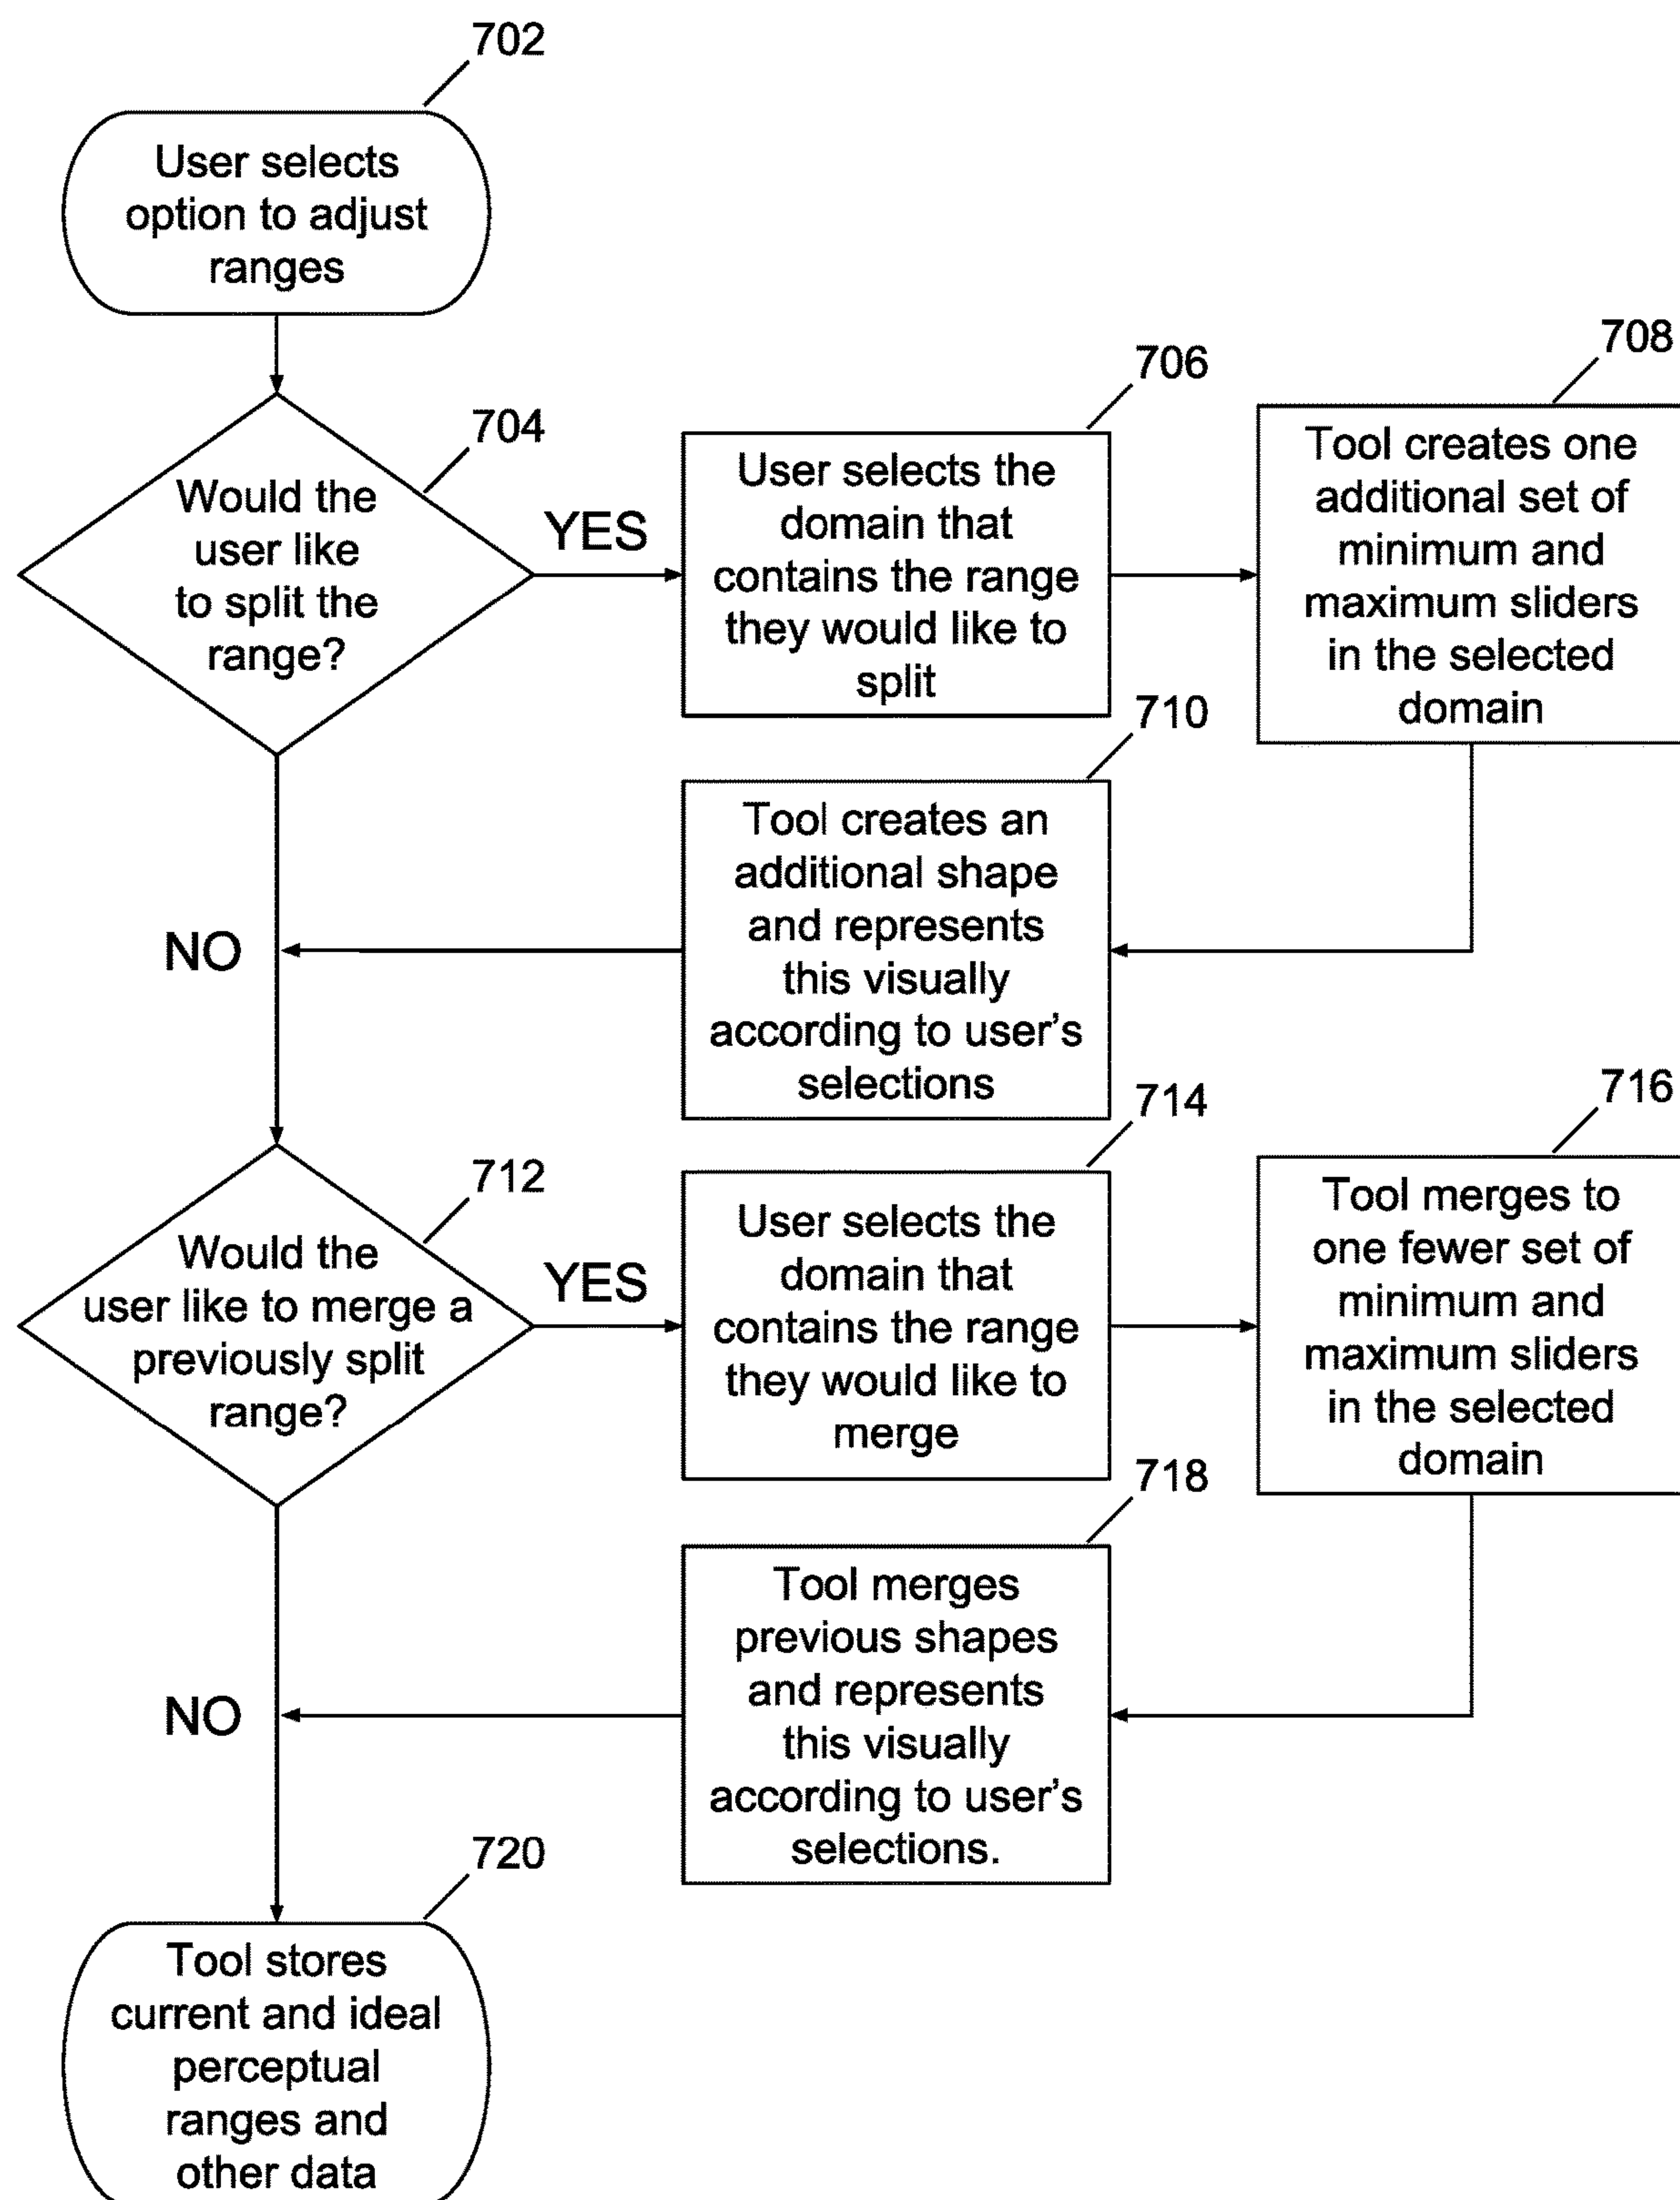 702
User selects
option to adjust
ranges
704
Would the
user like
to split the
range?
YES
706
User selects the
domain that
contains the range
they would like to
split
708
Tool creates one
additional set of
minimum and
maximum sliders
in the selected
domain
710
Tool creates an
additional shape
and represents
this visually
according to user's
selections
NO
712
Would the
user like to merge a
previously split
range?
YES
714
User selects the
domain that
contains the range
they would like to
merge
716
Tool merges to
one fewer set of
minimum and
maximum sliders
in the selected
domain
718
Tool merges
previous shapes
and represents
this visually
according to user's
selections.
NO
720
Tool stores
current and ideal
perceptual
ranges and
other data